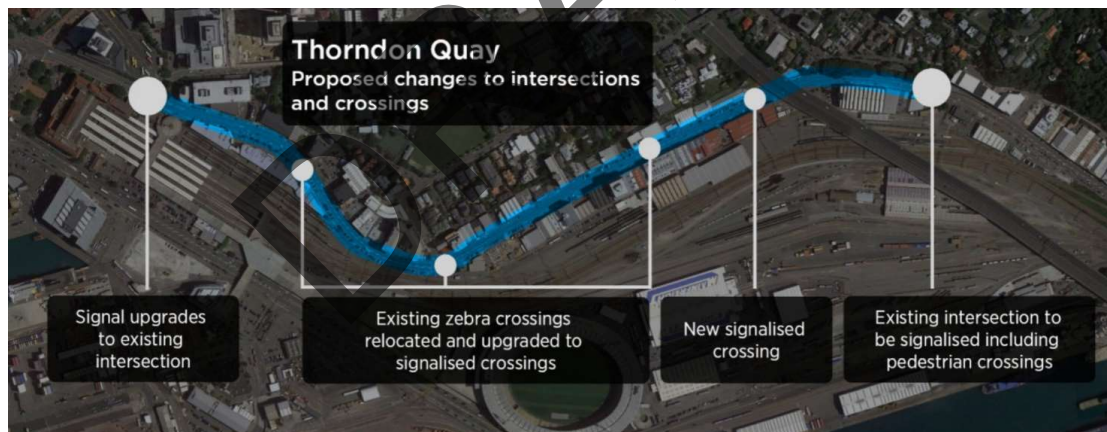 Thorndon Quay
Proposed changes to intersections
and crossings
Signal upgrades
to existing
intersection
Existing zebra crossings
relocated and upgraded to
signalised crossings
New signalised
crossing
Existing intersection to
be signalised including
pedestrian crossings